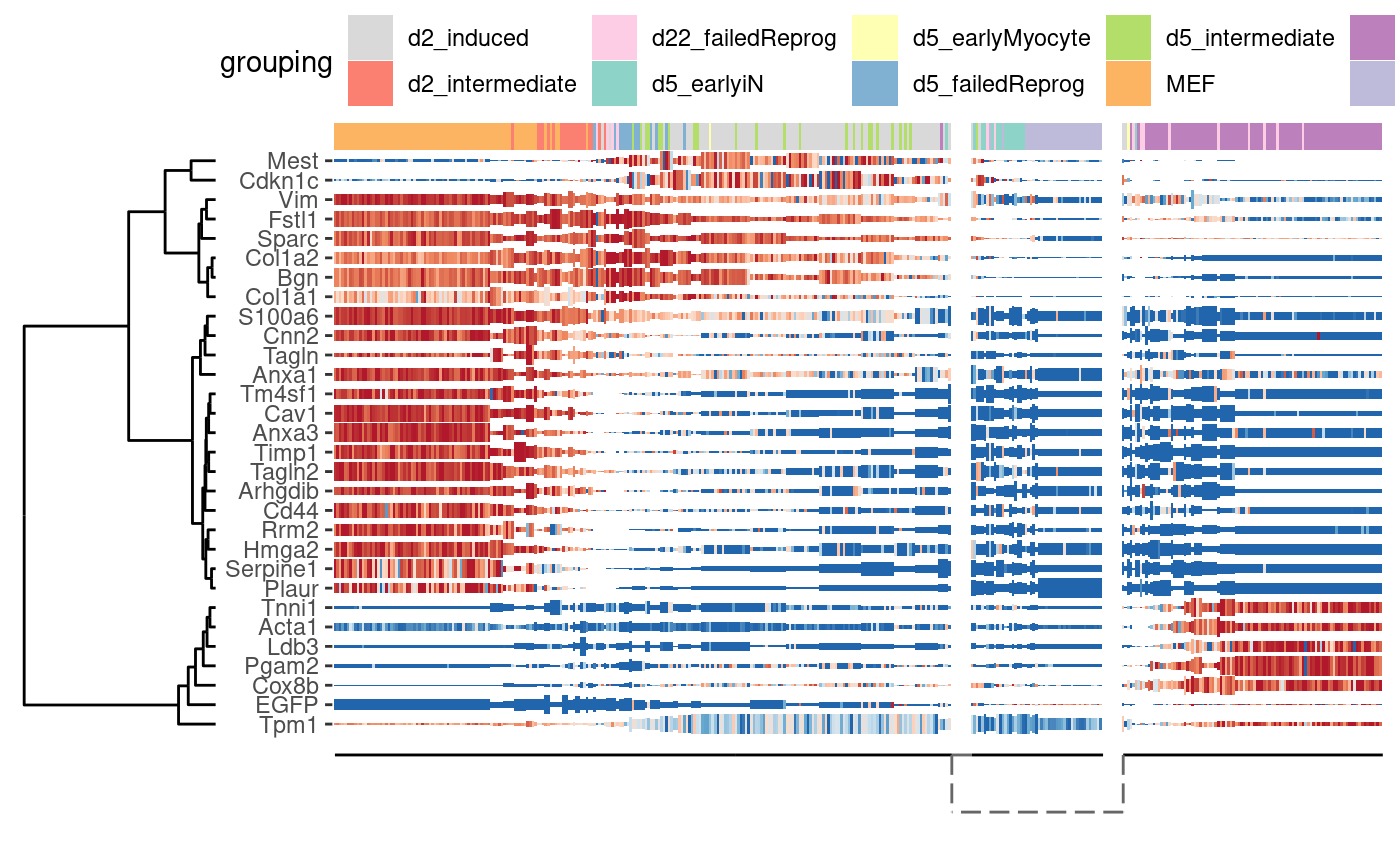 grouping
d2_induced d22_failedReprog d5_earlyMyocyte d5_intermediate
d2_intermediate d5_earlyiN d5_failedReprog MEF
Mest
Cdkn1c
Vim
Fstl1
Sparc
Col1a2
Bgn
Col1a1
S100a6
Cnn2
Tagln
Anxa1
Tm4sf1
Cav1
Anxa3
Timp1
Tagln2
Arhgdib
Cd44
Rrm2
Hmga2
Serpine1
Plaur
Tnni1
Acta1
Ldb3
Pgam2
Cox8b
EGFP
Tpm1